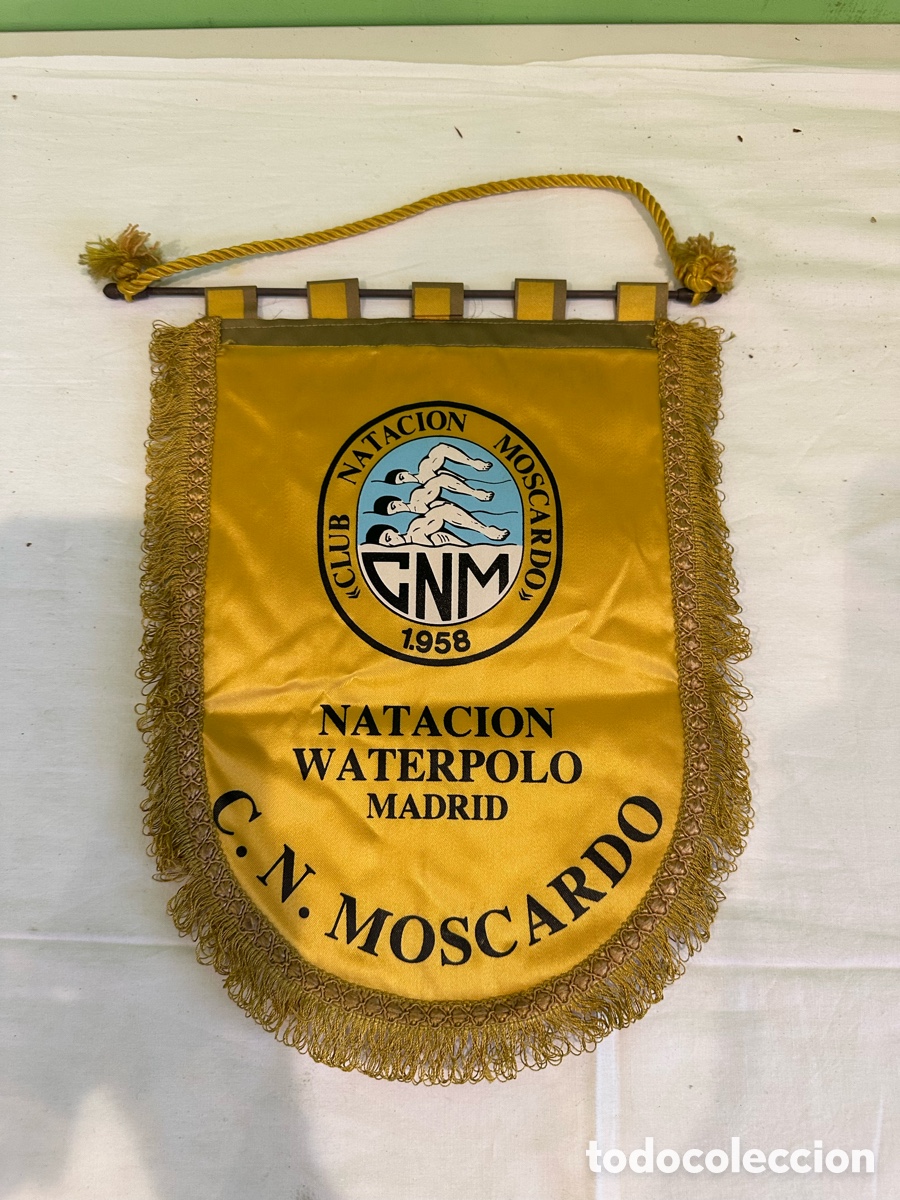 «CLUB NATACION MOSCARDO»
CNM
1.958
NATACION
WATERPOLO
MADRID
C. N. MOSCARDO
todocoleccion